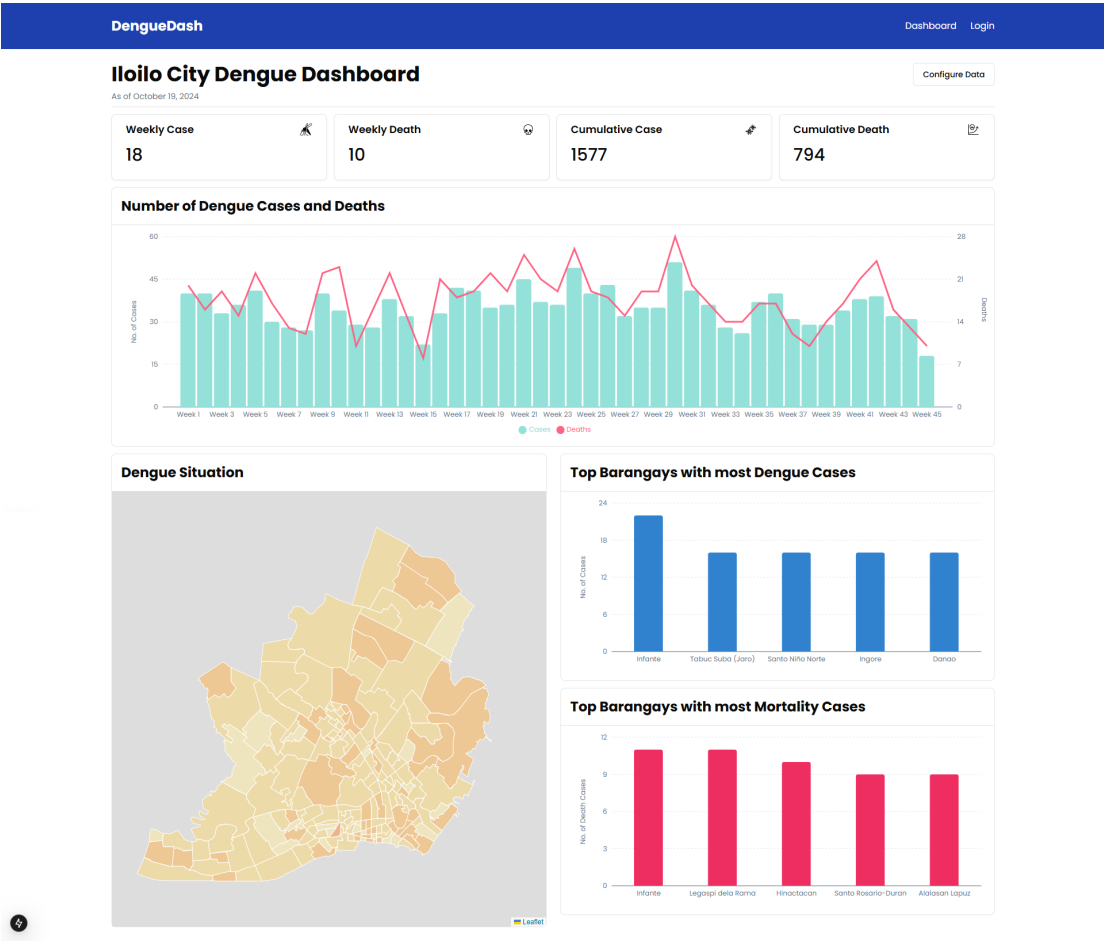 DengueDash
Dashboard Login
Iloilo City Dengue Dashboard
Configure Data
As of October 19, 2024
Weekly Case
18
Weekly Death
10
Cumulative Case
1577
Cumulative Death
794
Number of Dengue Cases and Deaths
60
45
30
15
0
No. of Cases
28
21
14
7
0
Deaths
Week 1 Week 3 Week 5 Week 7 Week 9 Week 11 Week 13 Week 15 Week 17 Week 19 Week 21 Week 23 Week 25 Week 27 Week 29 Week 31 Week 33 Week 35 Week 37 Week 39 Week 41 Week 43 Week 45
Cases Deaths
Dengue Situation
Leaflet
Top Barangays with most Dengue Cases
24
18
12
6
0
No. of Cases
Infante Tabuc Suba (Jaro) Santo Niño Norte Ingore Danao
Top Barangays with most Mortality Cases
12
9
6
3
0
No. of Death Cases
Infante Legaspi dela Rama Hinactacan Santo Rosario-Duran Alalasan Lapuz